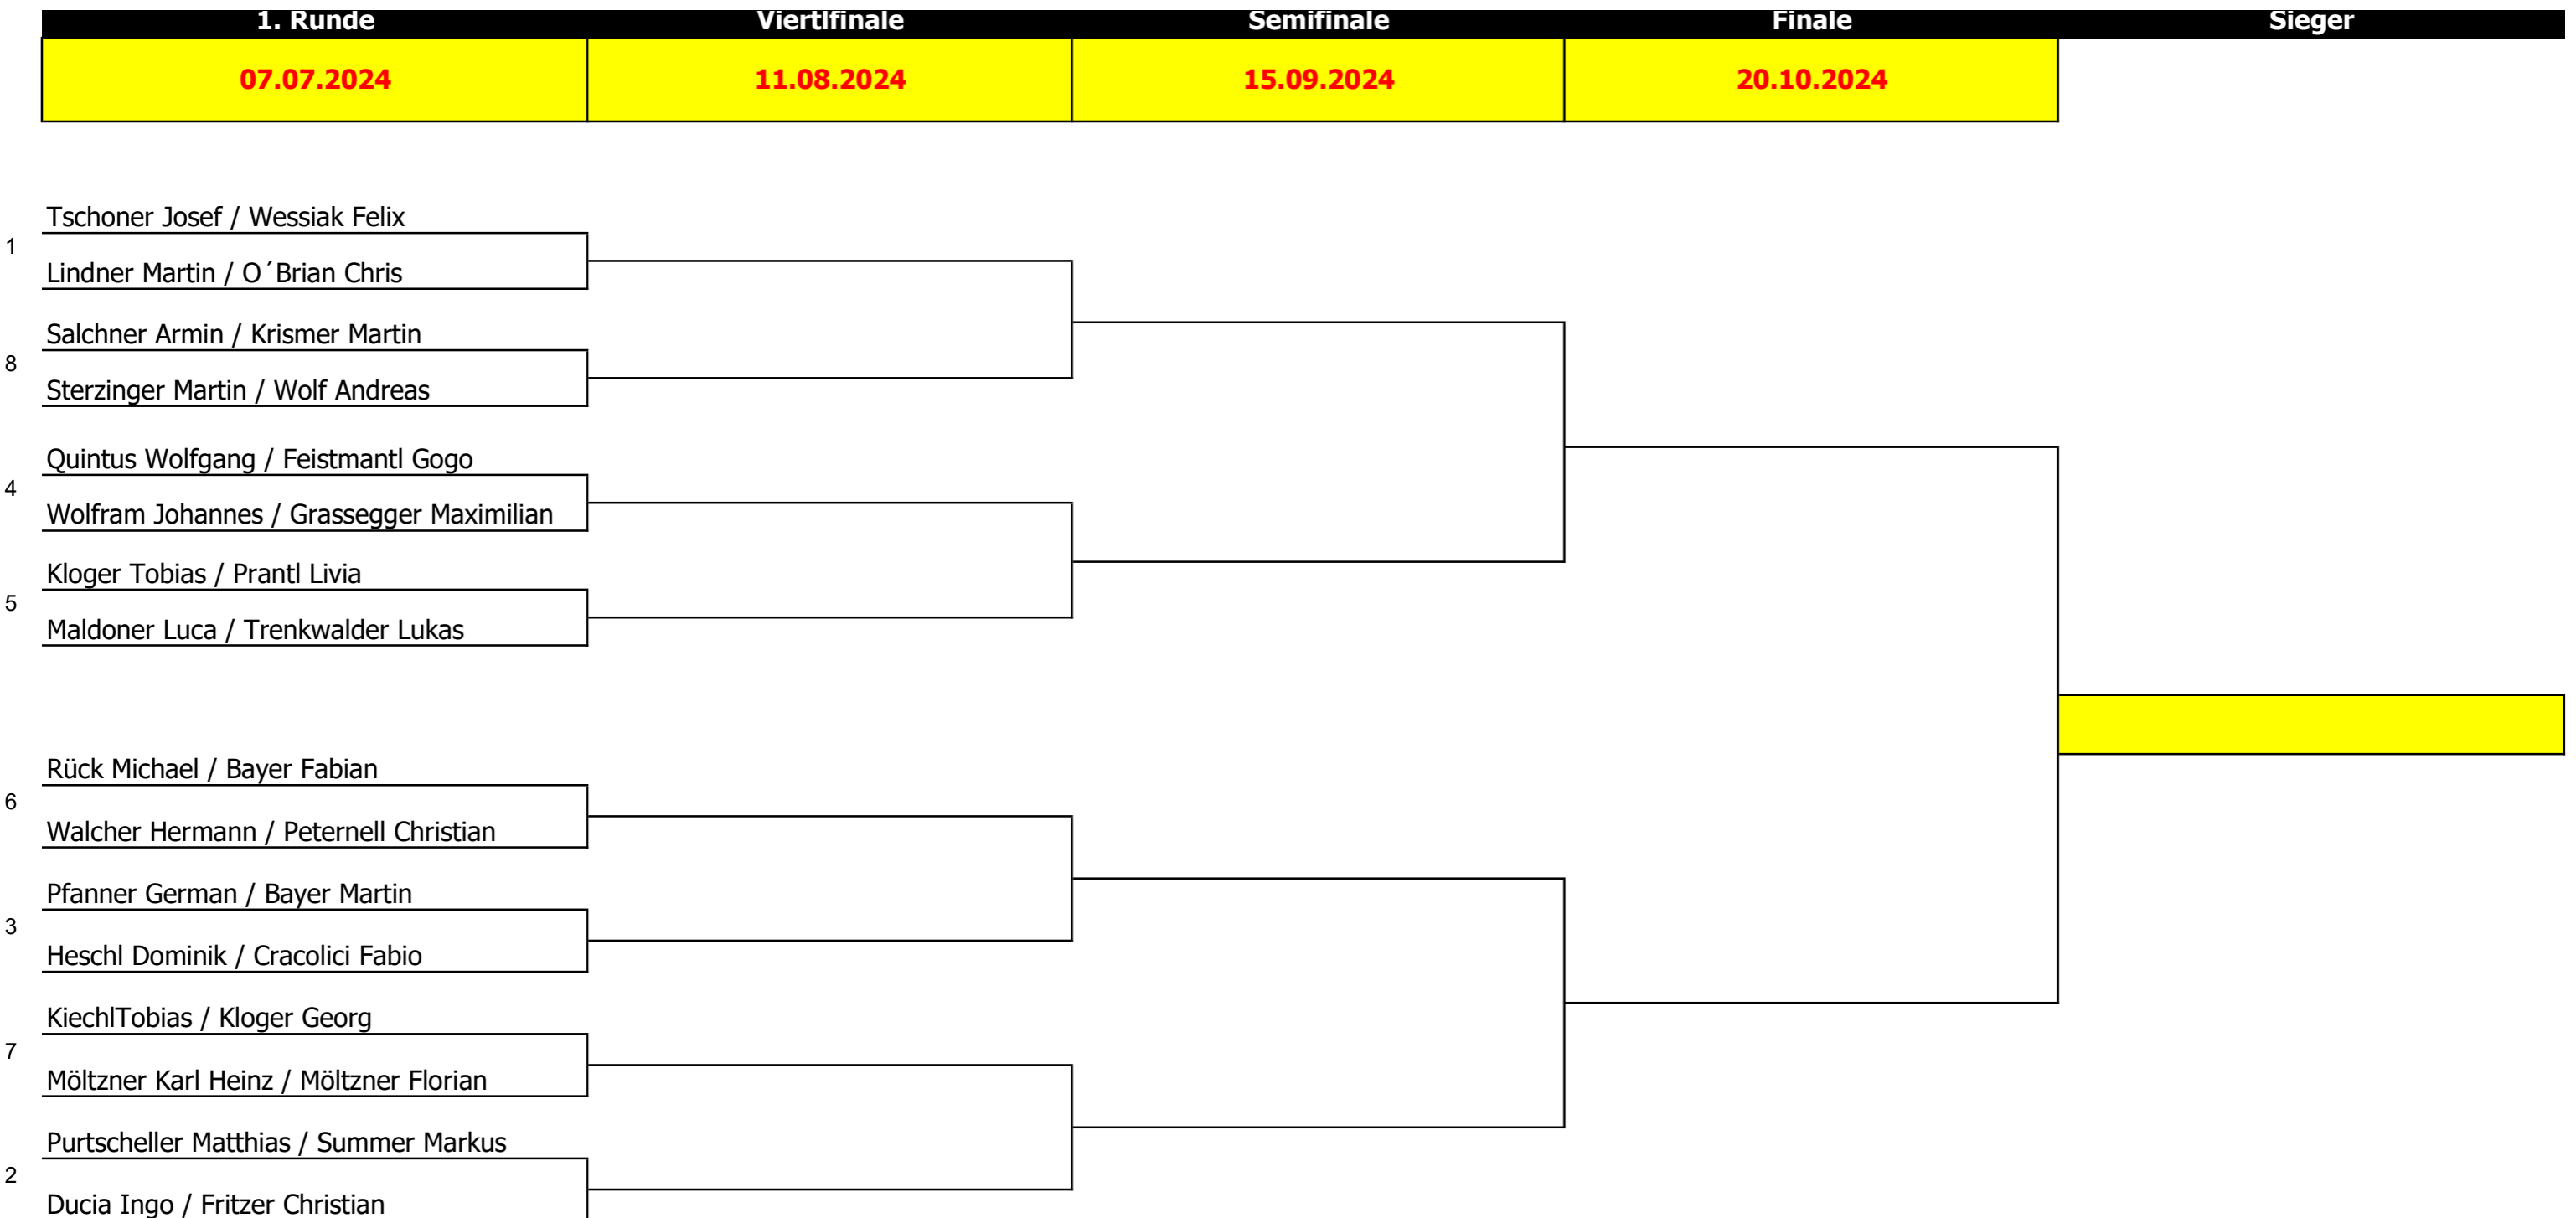 1. Runde Viertlfinale Semifinale Finale Sieger
07.07.2024 11.08.2024 15.09.2024 20.10.2024
Tschoner Josef / Wessiak Felix
1
Lindner Martin / O´Brian Chris
Salchner Armin / Krismer Martin
8
Sterzinger Martin / Wolf Andreas
Quintus Wolfgang / Feistmantl Gogo
4
Wolfram Johannes / Grassegger Maximilian
Kloger Tobias / Prantl Livia
5
Maldoner Luca / Trenkwalder Lukas
Rück Michael / Bayer Fabian
6
Walcher Hermann / Peternell Christian
Pfanner German / Bayer Martin
3
Heschl Dominik / Cracolici Fabio
KiechlTobias / Kloger Georg
7
Möltzner Karl Heinz / Möltzner Florian
Purtscheller Matthias / Summer Markus
2
Ducia Ingo / Fritzer Christian